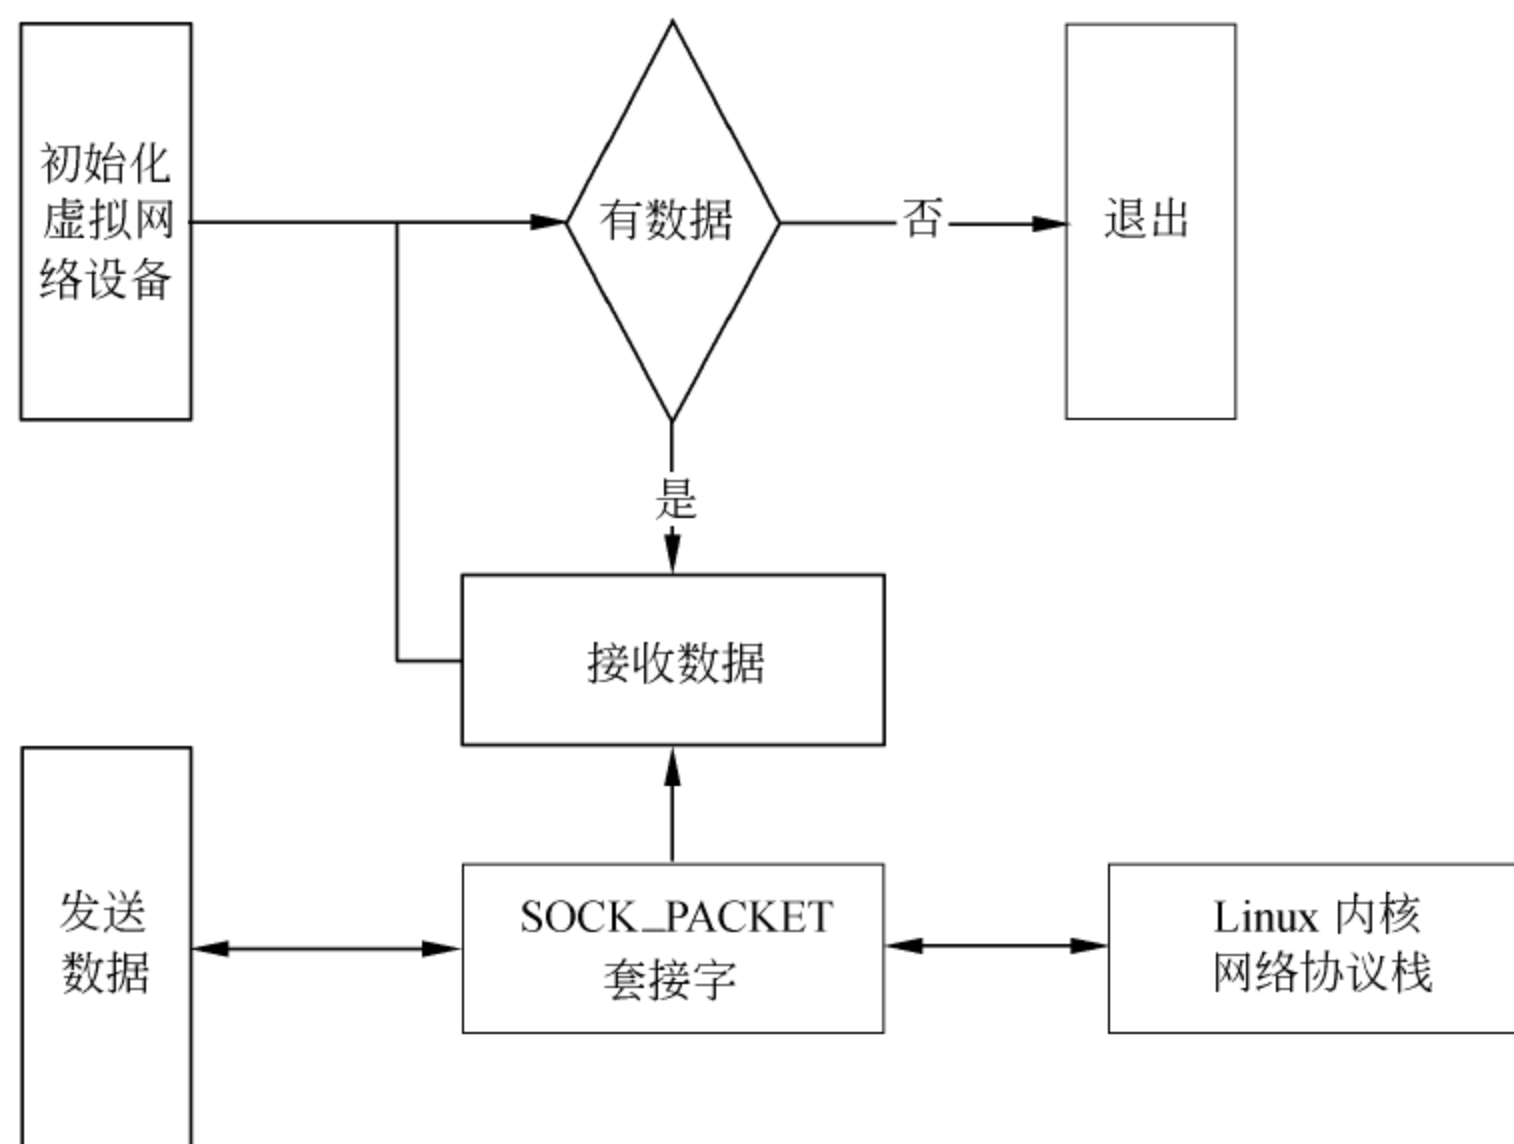 初始化
虚拟网
络设备
有数据
否
退出
是
接收数据
发送
数据
SOCK_PACKET
套接字
Linux 内核
网络协议栈